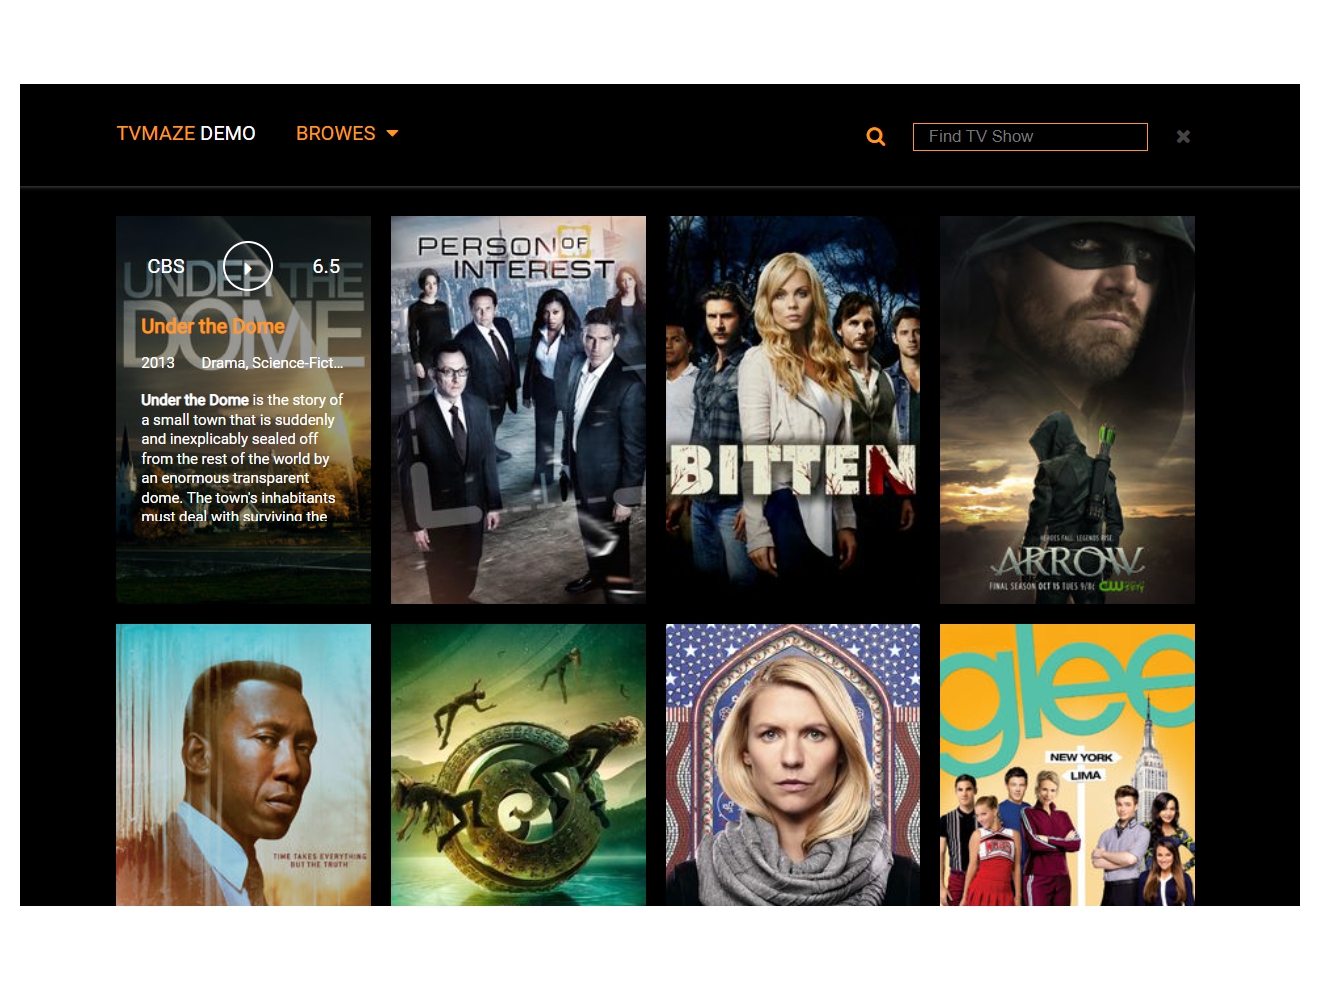 TVMAZE DEMO
BROWES
Find TV Show
UNDER THE
DOME
CBS
6.5
Under the Dome
2013 Drama, Science-Fict...
Under the Dome is the story of
a small town that is suddenly
and inexplicably sealed off
from the rest of the world by
an enormous transparent
dome. The town's inhabitants
must deal with surviving the
PERSON OF
INTEREST
BITTEN
HEROES FALL. LEGENDS RISE.
ARROW
FINAL SEASON OCT 15 TUES 9/8c CW
TIME TAKES EVERYTHING
BUT THE TRUTH
glee
NEW YORK
LIMA